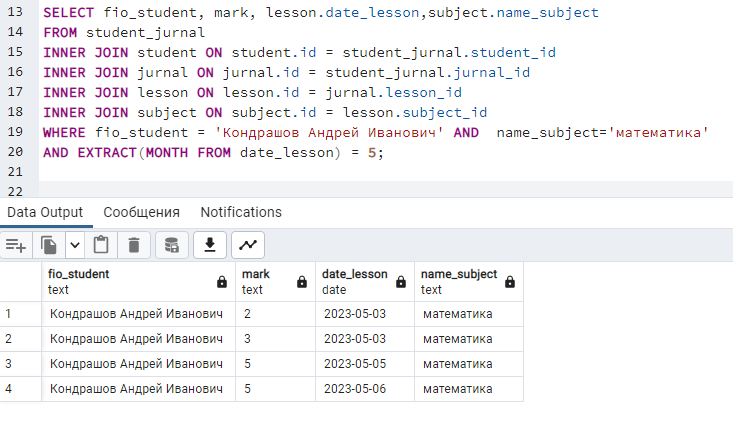 13 SELECT fio_student, mark, lesson.date_lesson,subject.name_subject
14 FROM student_jurnal
15 INNER JOIN student ON student.id = student_jurnal.student_id
16 INNER JOIN jurnal ON jurnal.id = student_jurnal.jurnal_id
17 INNER JOIN lesson ON lesson.id = jurnal.lesson_id
18 INNER JOIN subject ON subject.id = lesson.subject_id
19 WHERE fio_student = 'Кондрашов Андрей Иванович' AND  name_subject='математика'
20 AND EXTRACT(MONTH FROM date_lesson) = 5;
21
22
Data Output Сообщения Notifications
fio_student mark date_lesson name_subject
text text date text
1 Кондрашов Андрей Иванович 2 2023-05-03 математика
2 Кондрашов Андрей Иванович 3 2023-05-03 математика
3 Кондрашов Андрей Иванович 5 2023-05-05 математика
4 Кондрашов Андрей Иванович 5 2023-05-06 математика